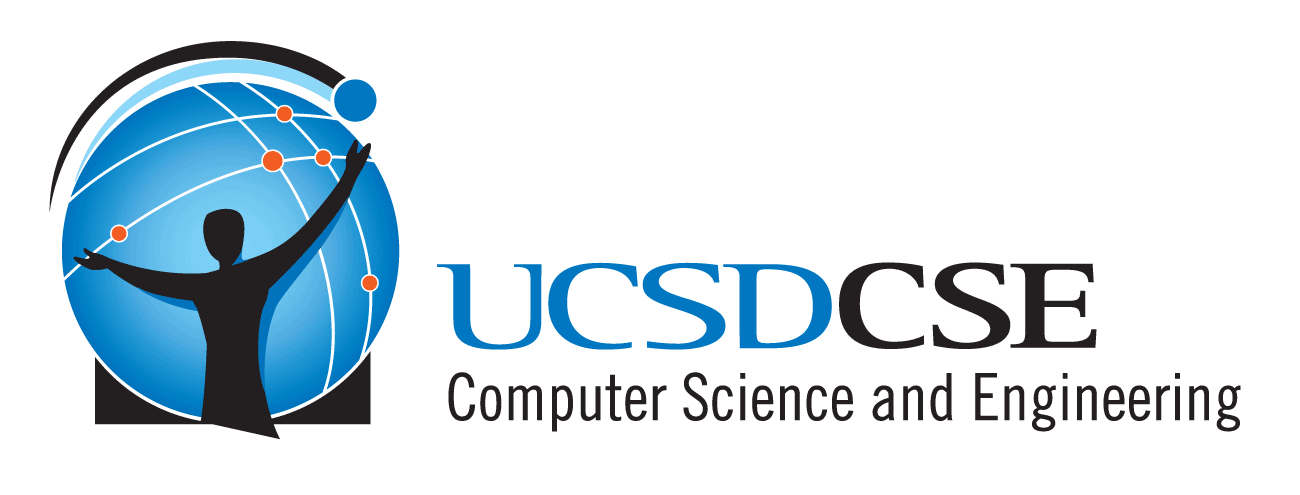 UCSDCSE
Computer Science and Engineering